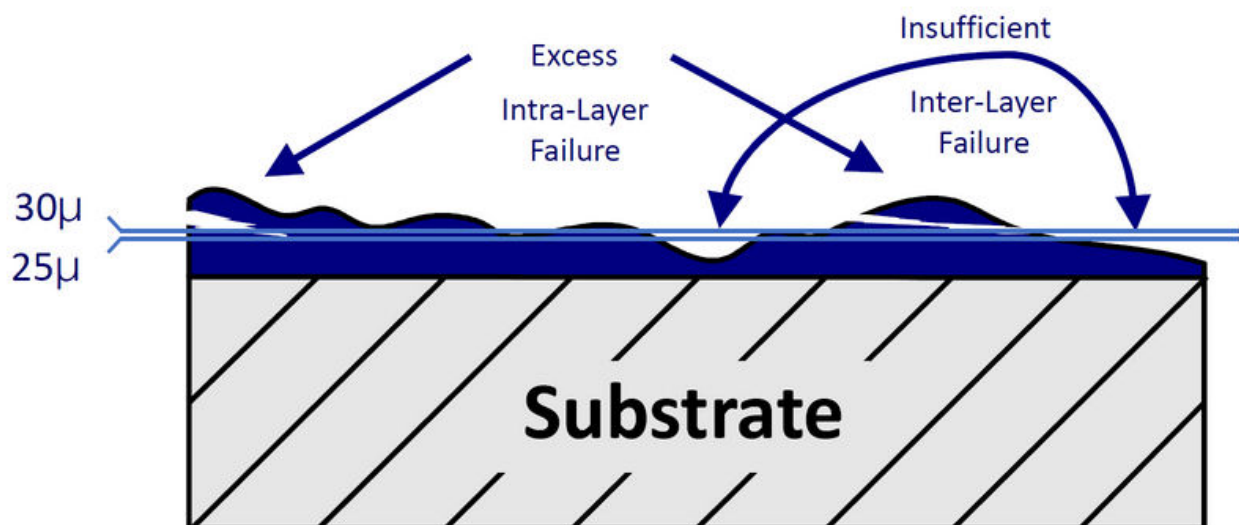 Insufficient
Excess
Intra-Layer
Failure
Inter-Layer
Failure
30μ
25μ
Substrate